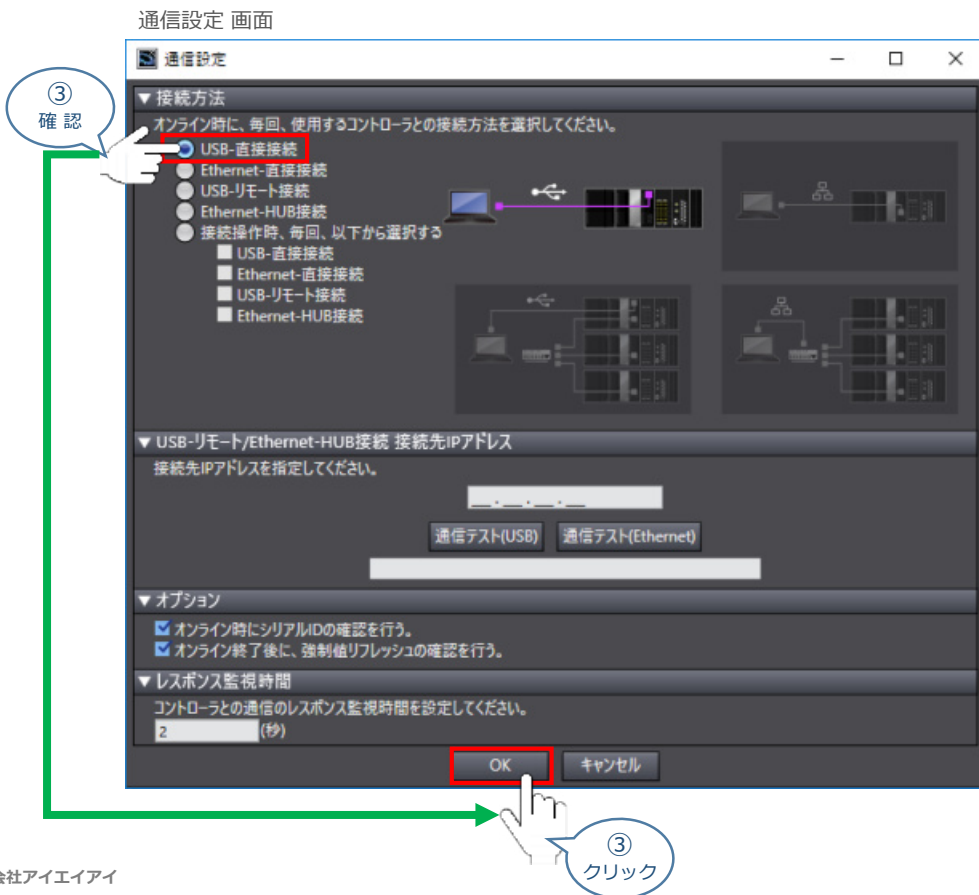 通信設定 画面
通信設定
③
確 認
▼ 接続方法
オンライン時に、毎回、使用するコントローラとの接続方法を選択してください。
USB-直接接続
Ethernet-直接接続
USB-リモート接続
Ethernet-HUB接続
接続操作時、毎回、以下から選択する
USB-直接接続
Ethernet-直接接続
USB-リモート接続
Ethernet-HUB接続
▼ USB-リモート/Ethernet-HUB接続 接続先IPアドレス
接続先IPアドレスを指定してください。
__.__.__.__
通信テスト(USB) 通信テスト(Ethernet)
▼ オプション
オンライン時にシリアルIDの確認を行う。
オンライン終了後に、強制値リフレッシュの確認を行う。
▼ レスポンス監視時間
コントローラとの通信のレスポンス監視時間を設定してください。
2 (秒)
OK キャンセル
③
クリック
会社アイエイアイ